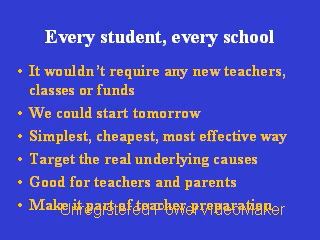 Every student, every school
• It wouldn't require any new teachers,
classes or funds
• We could start tomorrow
• Simplest, cheapest, most effective way
• Target the real underlying causes
• Good for teachers and parents
• Make it part of teacher preparation
Unregistered PowerVideoMaker